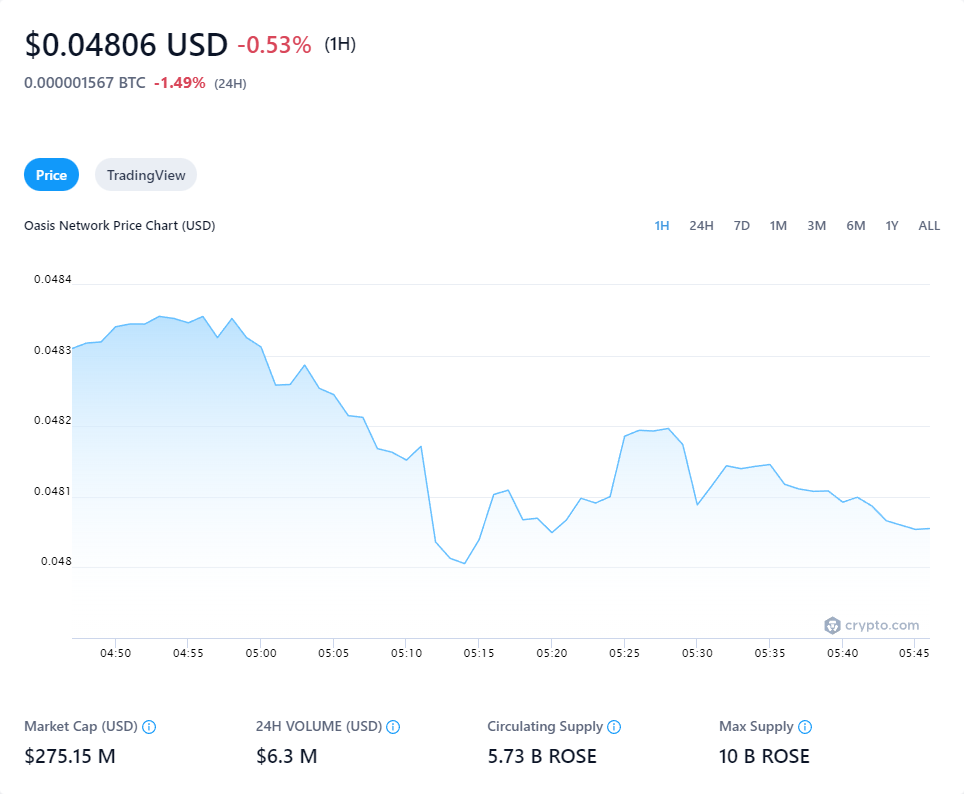 $0.04806 USD -0.53% (1H)
0.000001567 BTC -1.49% (24H)
Price TradingView
Oasis Network Price Chart (USD) 1H 24H 7D 1M 3M 6M 1Y ALL
0.0484
0.0483
0.0482
0.0481
0.048
crypto.com
04:50 04:55 05:00 05:05 05:10 05:15 05:20 05:25 05:30 05:35 05:40 05:45
Market Cap (USD) 24H VOLUME (USD) Circulating Supply Max Supply
$275.15 M $6.3 M 5.73 B ROSE 10 B ROSE